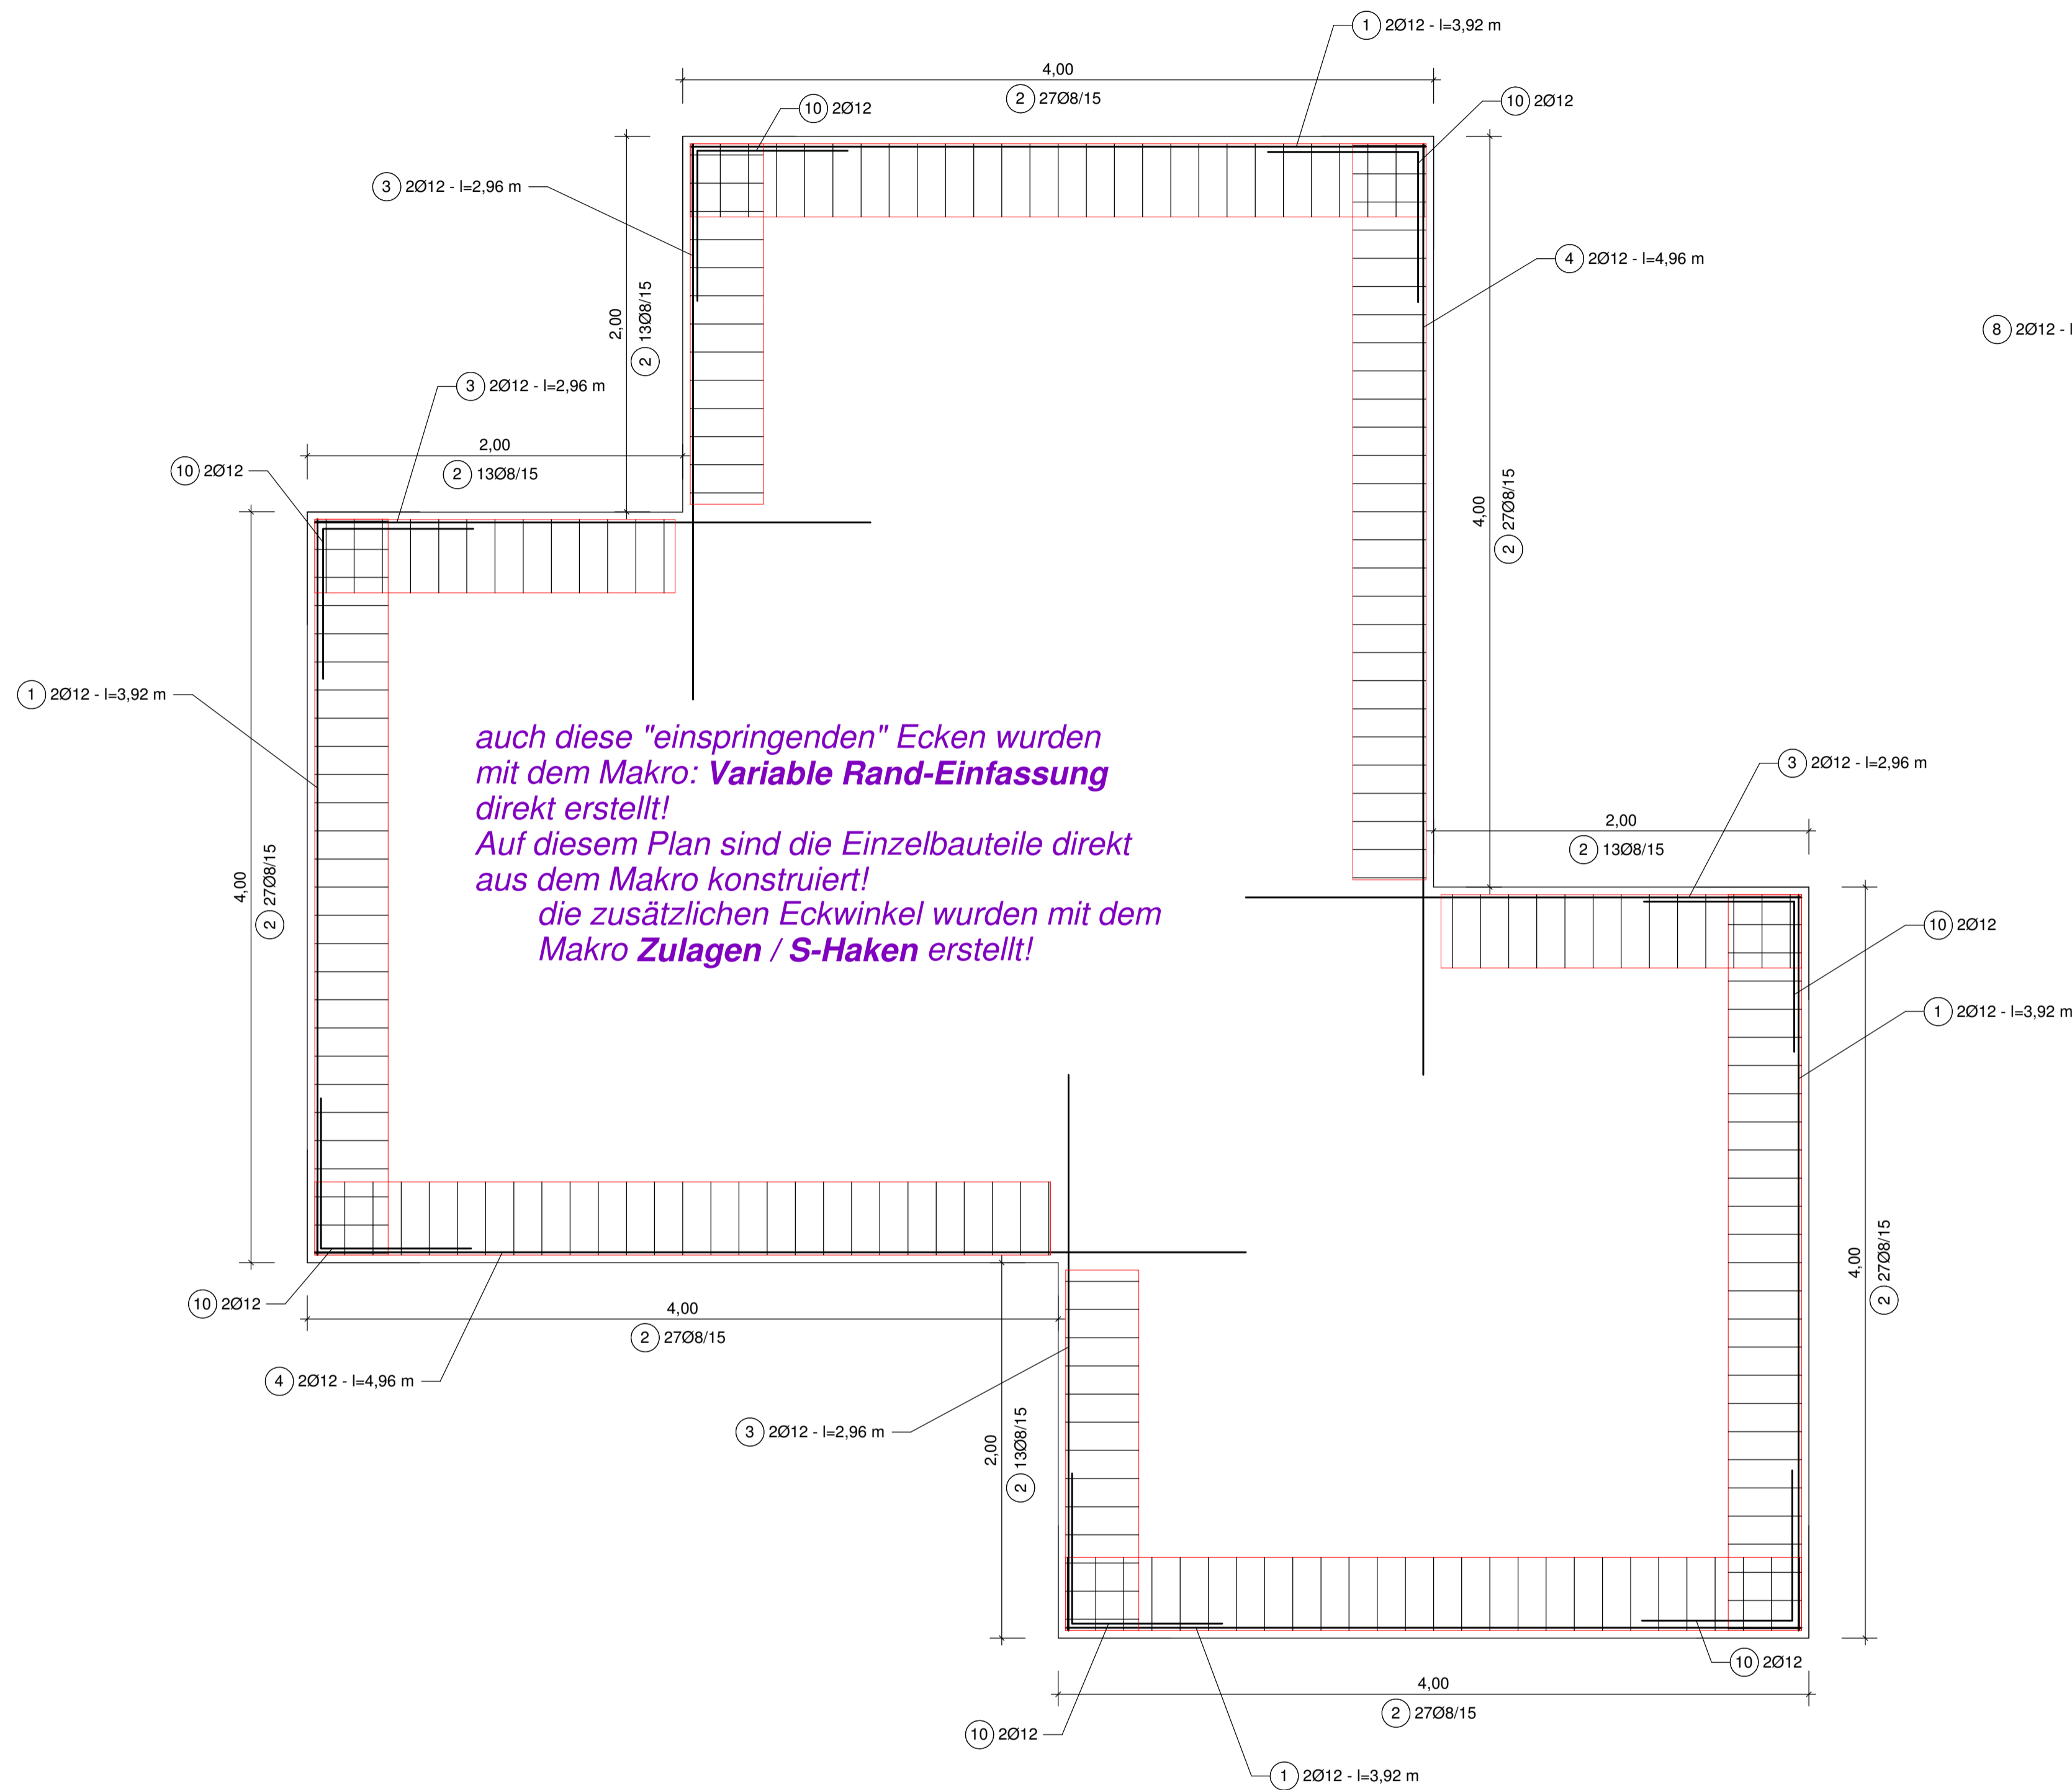 1 2Ø12 - l=3,92 m
4,00
2 27Ø8/15
10 2Ø12
10 2Ø12
3 2Ø12 - l=2,96 m
4 2Ø12 - l=4,96 m
2,00
2 13Ø8/15
8 2Ø12 - l
3 2Ø12 - l=2,96 m
2,00
2 13Ø8/15
10 2Ø12
4,00
2 27Ø8/15
1 2Ø12 - l=3,92 m
auch diese "einspringenden" Ecken wurden
mit dem Makro: Variable Rand-Einfassung
direkt erstellt!
Auf diesem Plan sind die Einzelbauteile direkt
aus dem Makro konstruiert!
die zusätzlichen Eckwinkel wurden mit dem
Makro Zulagen / S-Haken erstellt!
3 2Ø12 - l=2,96 m
2,00
2 13Ø8/15
4,00
2 27Ø8/15
10 2Ø12
1 2Ø12 - l=3,92 m
4,00
2 27Ø8/15
10 2Ø12
4,00
2 27Ø8/15
4 2Ø12 - l=4,96 m
3 2Ø12 - l=2,96 m
2,00
2 13Ø8/15
10 2Ø12
4,00
2 27Ø8/15
10 2Ø12
1 2Ø12 - l=3,92 m